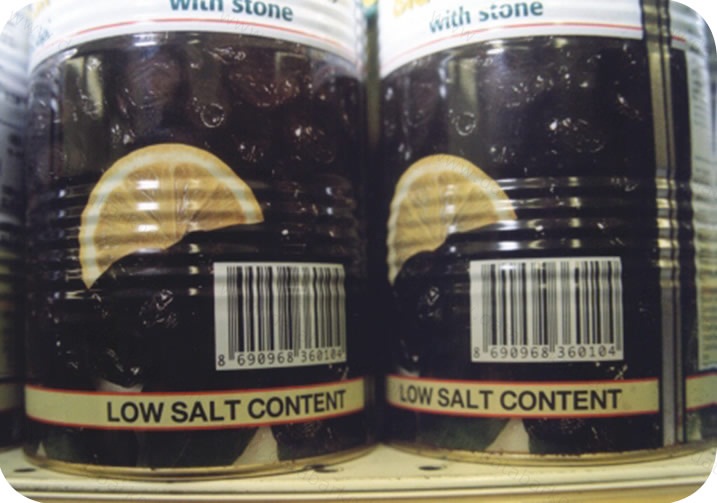 with stone
8 690968 360104
LOW SALT CONTENT
with stone
8 690968 360104
LOW SALT CONTENT